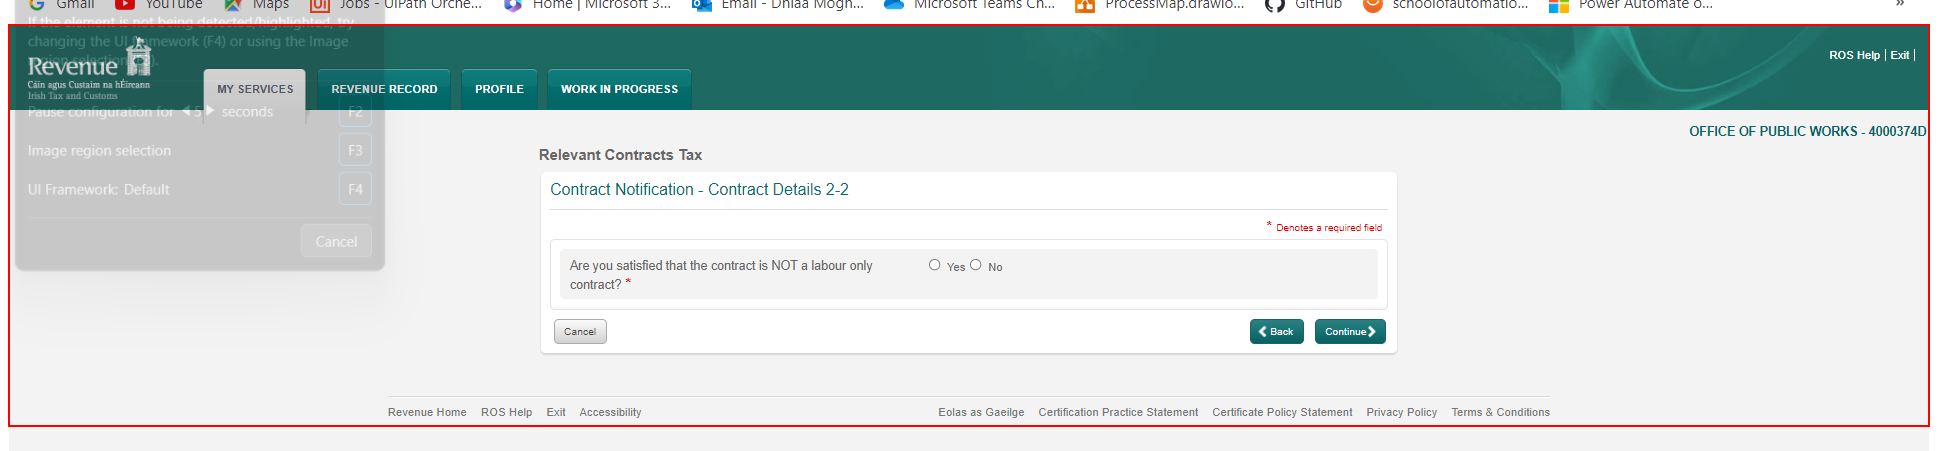 Gmail YouTube Maps Jobs - UiPath Orche... Home | Microsoft 3... Email - Dhiaa Mogh... Microsoft Teams Ch... ProcessMap.drawio... GitHub schoolofautomatio... Power Automate o... »
If the element is not being detected/highlighted, try
changing the UI framework (F4) or using the Image
region selection
Revenue
Cáin agus Custaim na hÉireann
Irish Tax and Customs
MY SERVICES REVENUE RECORD PROFILE WORK IN PROGRESS
ROS Help | Exit |
Pause configuration for 5 seconds F2
Image region selection F3
UI Framework: Default F4
Cancel
OFFICE OF PUBLIC WORKS - 4000374D
Relevant Contracts Tax
Contract Notification - Contract Details 2-2
* Denotes a required field
Are you satisfied that the contract is NOT a labour only
contract? *
Yes No
Cancel Back Continue
Revenue Home ROS Help Exit Accessibility Eolas as Gaeilge Certification Practice Statement Certificate Policy Statement Privacy Policy Terms & Conditions